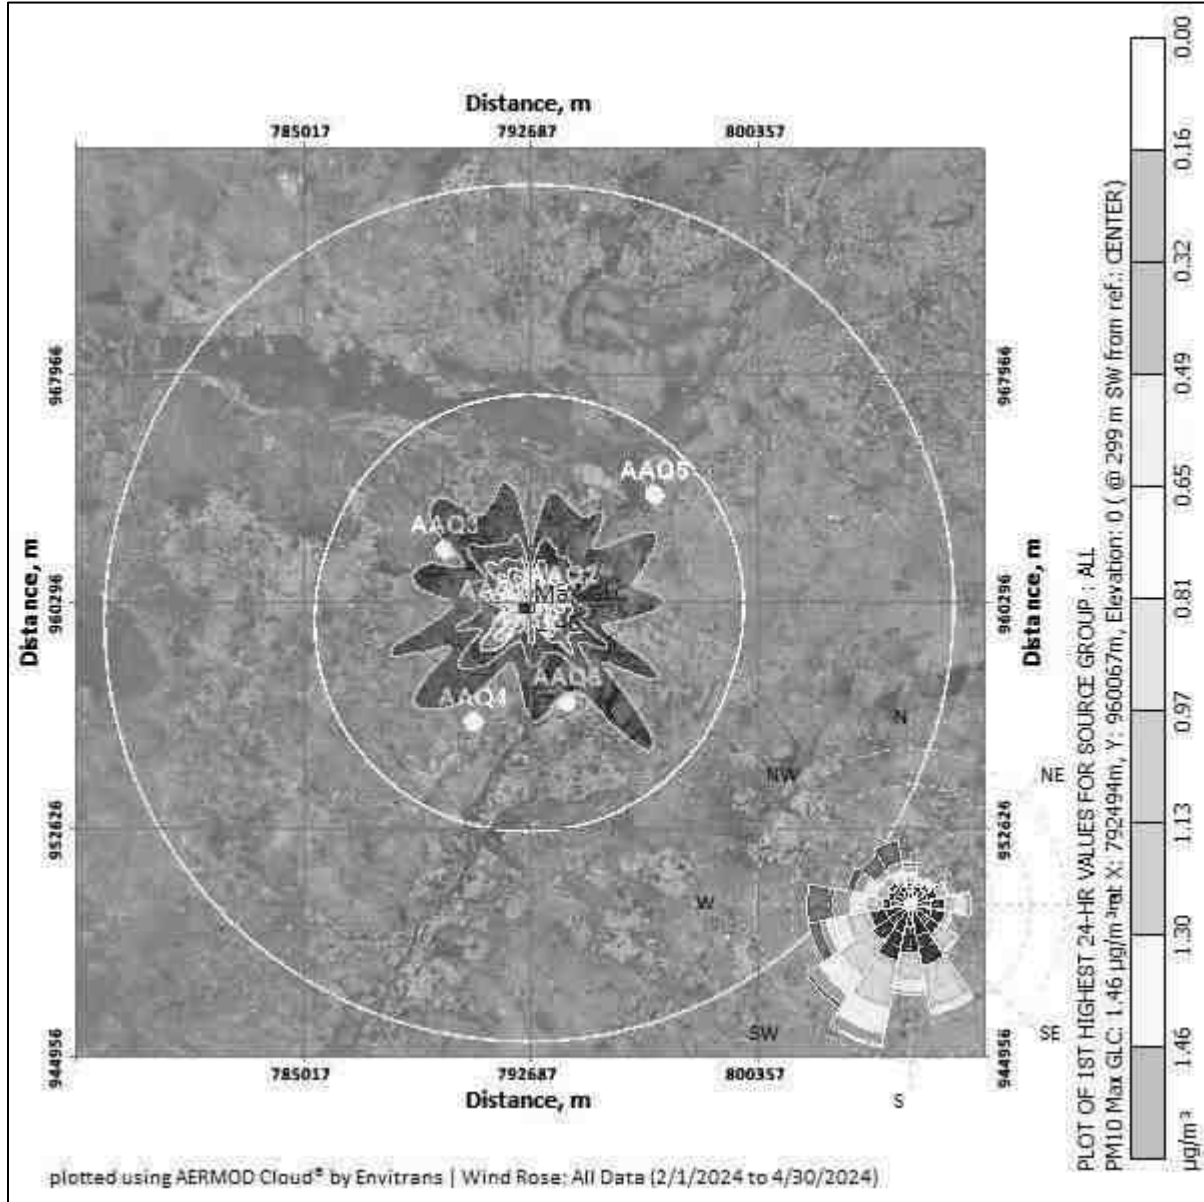 Distance, m
785017
792687
800357
967966
967966
AAQ5
AAQ3
960296
960296
Distance, m
Distance, m
AAQ4
N
NW
NE
952626
952626
W
SW
SE
944956
944956
785017
792687
800357
Distance, m
S
PLOT OF 1ST HIGHEST 24-HR VALUES FOR SOURCE GROUP : ALL
PM10 Max GLC: 1.46 µg/m³ at X: 792494m, Y: 960067m, Elevation: 0 ( @ 299 m SW from ref.: CENTER)
0.00
0.16
0.32
0.49
0.65
0.81
0.97
1.13
1.30
1.46
µg/m³
plotted using AERMOD Cloud® by Envitrans | Wind Rose: All Data (2/1/2024 to 4/30/2024)